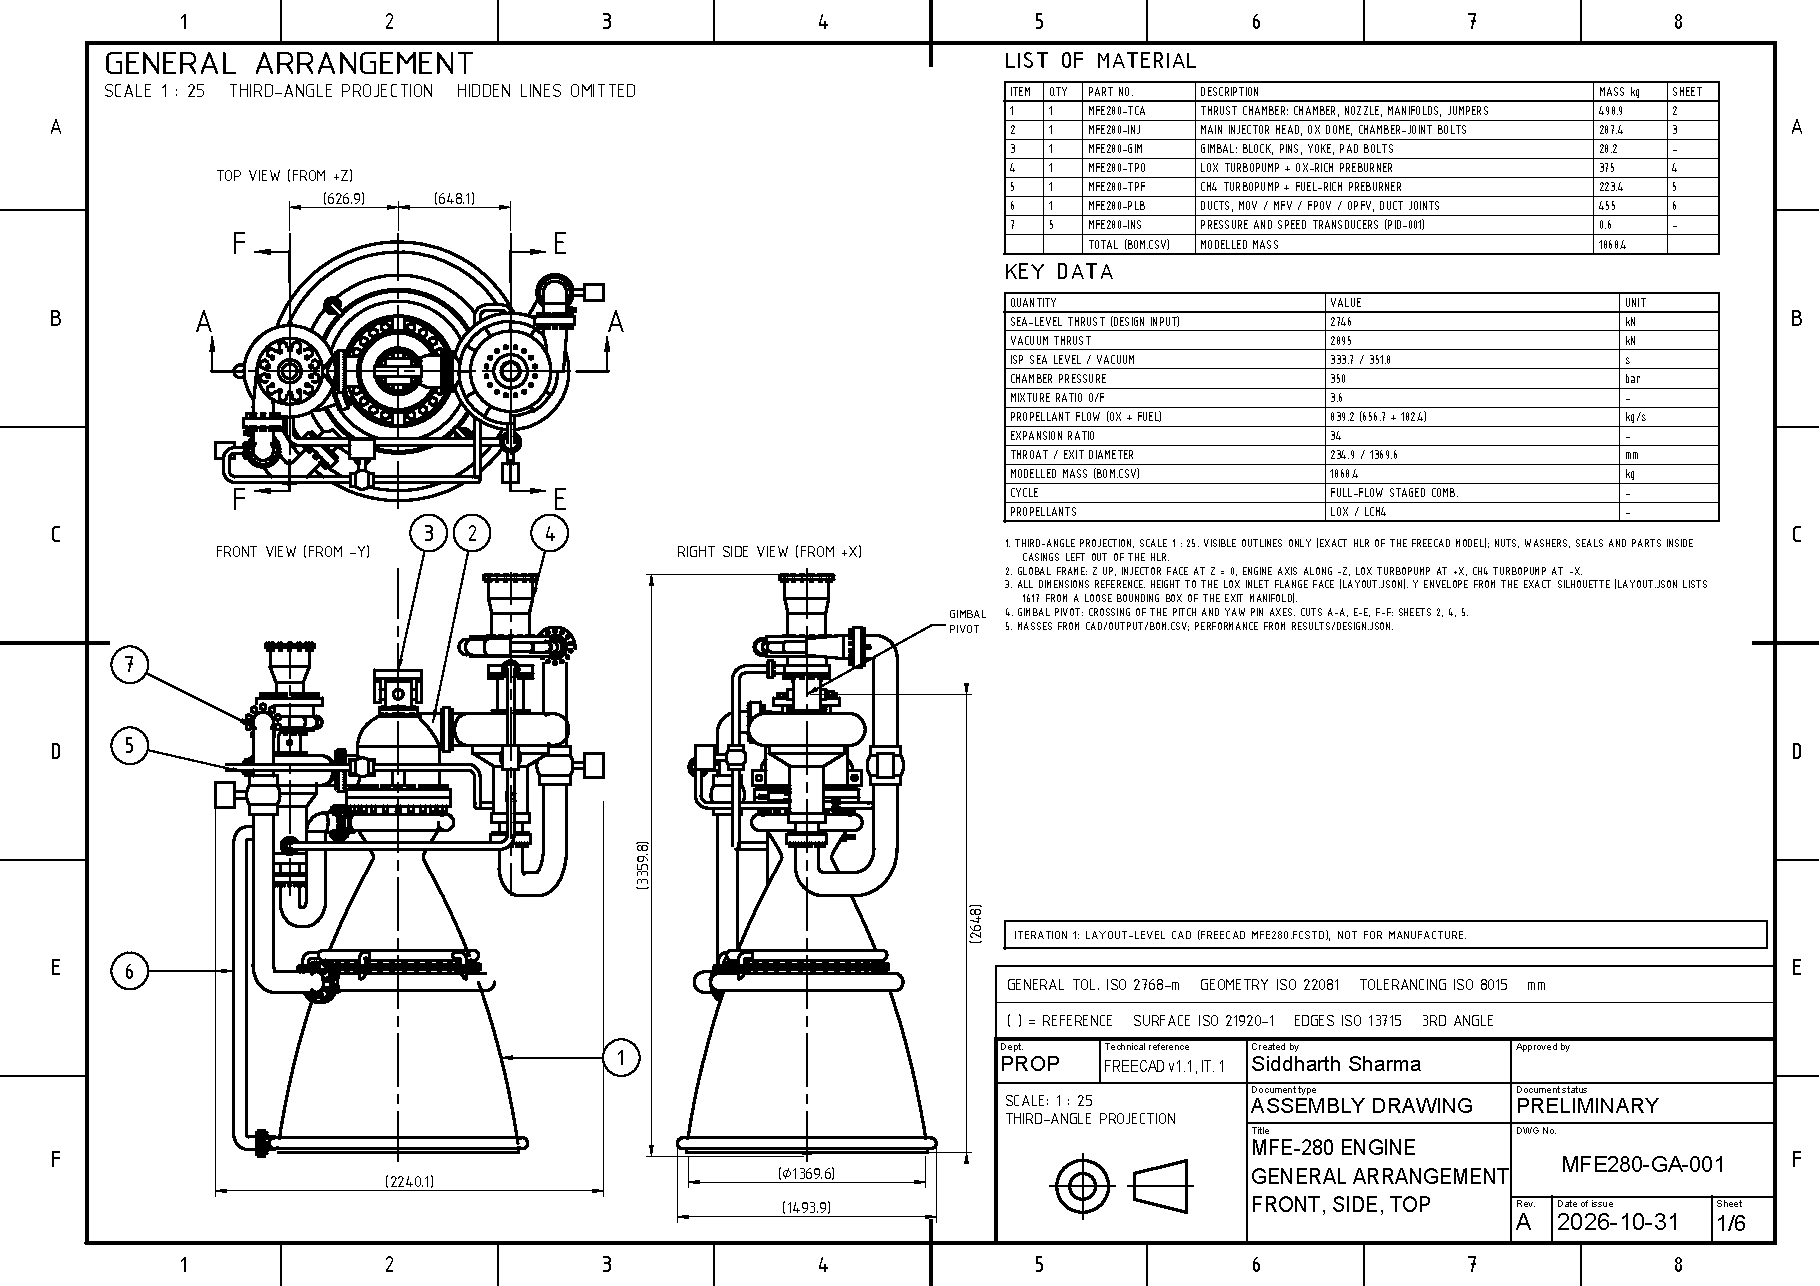 1 2 3 4 5 6 7 8
A B C D E F
GENERAL ARRANGEMENT
SCALE 1 : 25 THIRD-ANGLE PROJECTION HIDDEN LINES OMITTED
TOP VIEW (FROM +Z)
(626.9) (648.1)
F E
A A
F E
3 2 4
FRONT VIEW (FROM -Y)
7
5
6
1
(2240.1)
RIGHT SIDE VIEW (FROM +X)
GIMBAL
PIVOT
(3359.8)
(2648)
(Ø1369.6)
(1493.9)
LIST OF MATERIAL
ITEM QTY PART NO. DESCRIPTION MASS kg SHEET
1 1 MFE280-TCA THRUST CHAMBER: CHAMBER, NOZZLE, MANIFOLDS, JUMPERS 2
2 1 MFE280-INJ MAIN INJECTOR HEAD, OX DOME, CHAMBER-JOINT BOLTS 3
3 1 MFE280-GIM GIMBAL: BLOCK, PINS, YOKE, PAD BOLTS -
4 1 MFE280-TPO LOX TURBOPUMP + OX-RICH PREBURNER 375 4
5 1 MFE280-TPF CH4 TURBOPUMP + FUEL-RICH PREBURNER 223.4 5
6 1 MFE280-PLB DUCTS, MOV / MFV / FPOV / OPFV, DUCT JOINTS 455 6
7 5 MFE280-INS PRESSURE AND SPEED TRANSDUCERS (PID-001) 0.6 -
TOTAL (BOM.CSV) MODELLED MASS
KEY DATA
QUANTITY VALUE UNIT
SEA-LEVEL THRUST (DESIGN INPUT) 2746 kN
VACUUM THRUST 2895 kN
ISP SEA LEVEL / VACUUM 333.7 / 351.8 s
CHAMBER PRESSURE 350 bar
MIXTURE RATIO O/F 3.6 -
PROPELLANT FLOW (OX + FUEL) 839.2 (656.7 + 182.4) kg/s
EXPANSION RATIO 34 -
THROAT / EXIT DIAMETER 234.9 / 1369.6 mm
MODELLED MASS (BOM.CSV) kg
CYCLE FULL-FLOW STAGED COMB. -
PROPELLANTS LOX / LCH4 -
1. THIRD-ANGLE PROJECTION, SCALE 1 : 25. VISIBLE OUTLINES ONLY (EXACT HLR OF THE FREECAD MODEL); NUTS, WASHERS, SEALS AND PARTS INSIDE
CASINGS LEFT OUT OF THE HLR.
2. GLOBAL FRAME: Z UP, INJECTOR FACE AT Z = 0, ENGINE AXIS ALONG -Z, LOX TURBOPUMP AT +X, CH4 TURBOPUMP AT -X.
3. ALL DIMENSIONS REFERENCE. HEIGHT TO THE LOX INLET FLANGE FACE (LAYOUT.JSON). Y ENVELOPE FROM THE EXACT SILHOUETTE (LAYOUT.JSON LISTS
1617 FROM A LOOSE BOUNDING BOX OF THE EXIT MANIFOLD).
4. GIMBAL PIVOT: CROSSING OF THE PITCH AND YAW PIN AXES. CUTS A-A, E-E, F-F: SHEETS 2, 4, 5.
5. MASSES FROM CAD/OUTPUT/BOM.CSV; PERFORMANCE FROM RESULTS/DESIGN.JSON.
ITERATION 1: LAYOUT-LEVEL CAD (FREECAD MFE280.FCSTD), NOT FOR MANUFACTURE.
GENERAL TOL. ISO 2768-m GEOMETRY ISO 22081 TOLERANCING ISO 8015 mm
( ) = REFERENCE SURFACE ISO 21920-1 EDGES ISO 13715 3RD ANGLE
Dept.
PROP
Technical reference
FREECAD v1.1, IT. 1
Created by
Siddharth Sharma
Approved by
SCALE: 1 : 25
THIRD-ANGLE PROJECTION
Document type
ASSEMBLY DRAWING
Document status
PRELIMINARY
Title
MFE-280 ENGINE
GENERAL ARRANGEMENT
FRONT, SIDE, TOP
DWG No.
MFE280-GA-001
Rev.
A
Date of issue
2026-10-31
Sheet
1/6
A B C D E F
1 2 3 4 5 6 7 8